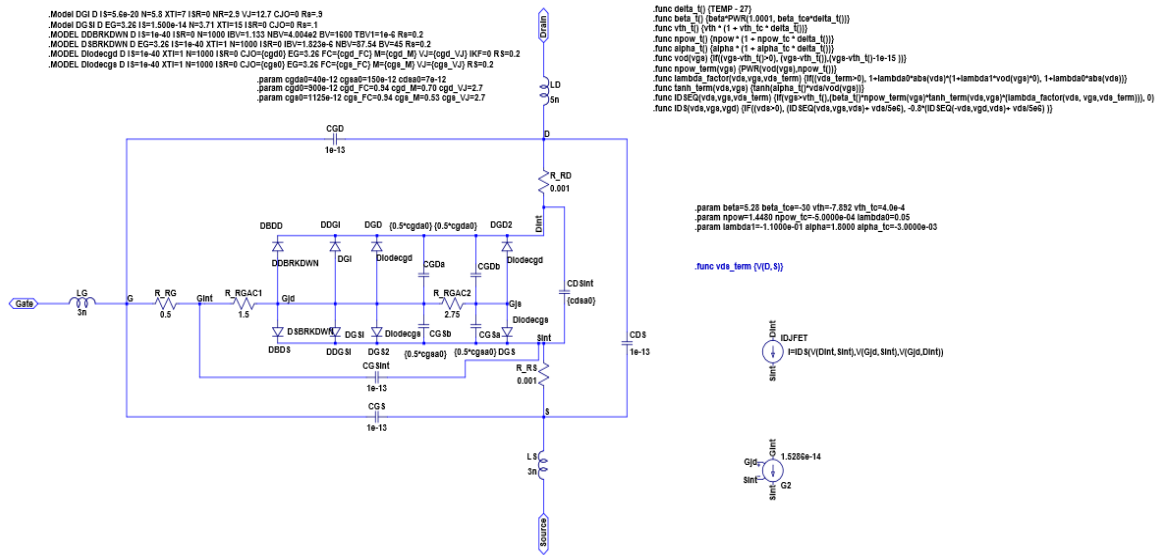 .Model DGI D IS=5.6e-20 N=5.8 XTI=7 ISR=0 NR=2.9 VJ=12.7 CJO=0 Rs=.9
.Model DGSI D EG=3.26 IS=1.500e-14 N=3.71 XTI=15 ISR=0 CJO=0 Rs=.1
.MODEL DDBRKDWN D IS=1e-40 ISR=0 N=1000 IBV=1.133 NBV=4.004e2 BV=1600 TBV1=1e-6 Rs=0.2
.MODEL DSBRKDWN D EG=3.26 IS=1e-40 XTI=1 N=1000 ISR=0 IBV=1.823e-6 NBV=87.54 BV=45 Rs=0.2
.MODEL Diodecgd D IS=1e-40 XTI=1 N=1000 ISR=0 CJO={cgd0} EG=3.26 FC={cgd_FC} M={cgd_M} VJ={cgd_VJ} IKF=0 RS=0.2
.MODEL Diodecgs D IS=1e-40 XTI=1 N=1000 ISR=0 CJO={cgs0} EG=3.26 FC={cgs_FC} M={cgs_M} VJ={cgs_VJ} RS=0.2
.param cgda0=40e-12 cgsa0=150e-12 cdsa0=7e-12
.param cgd0=900e-12 cgd_FC=0.94 cgd_M=0.70 cgd_VJ=2.7
.param cgs0=1125e-12 cgs_FC=0.94 cgs_M=0.53 cgs_VJ=2.7
.func delta_t() {TEMP - 27}
.func beta_t() {beta*PWR(1.0001, beta_tce*delta_t())}
.func vth_t() {vth * (1 + vth_tc * delta_t())}
.func npow_t() {npow * (1 + npow_tc * delta_t())}
.func alpha_t() {alpha * (1 + alpha_tc * delta_t())}
.func vod(vgs) {if((vgs-vth_t()>0), (vgs-vth_t()),(vgs-vth_t()-1e-15 ))}
.func npow_term(vgs) {PWR(vod(vgs),npow_t())}
.func lambda_factor(vds,vgs,vds_term) {if((vds_term>0), 1+lambda0*abs(vds)*(1+lambda1*vod(vgs)*0), 1+lambda0*abs(vds))}
.func tanh_term(vds,vgs) {tanh(alpha_t()*vds/vod(vgs))}
.func IDSEQ(vds,vgs,vds_term) {if(vgs>vth_t(),(beta_t()*npow_term(vgs)*tanh_term(vds,vgs)*(lambda_factor(vds, vgs,vds_term))), 0)
.func IDS(vds,vgs,vgd) {IF((vds>0), (IDSEQ(vds,vgs,vds)+ vds/5e6), -0.8*(IDSEQ(-vds,vgd,vds)+ vds/5e6) )}
.param beta=5.28 beta_tce=-30 vth=-7.892 vth_tc=4.0e-4
.param npow=1.4480 npow_tc=-5.0000e-04 lambda0=0.05
.param lambda1=-1.1000e-01 alpha=1.8000 alpha_tc=-3.0000e-03
.func vds_term {V(D,S)}
Drain
LD
5n
D
CGD
1e-13
R_RD
0.001
Dint
DBDD
DDGI
DGD
{0.5*cgda0}
{0.5*cgda0}
DGD2
DDBRKDWN
DGI
Diodecgd
CGDa
CGDb
Diodecgd
CDSint
{cdsa0}
Gate
LG
3n
G
R_RG
0.5
Gint
R_RGAC1
1.5
Gjd
R_RGAC2
2.75
Gjs
DSBRKDWN
DGSI
Diodecgs
CGSb
CGSa
Diodecgs
DBDS
DDGSI
DGS2
{0.5*cgsa0}
{0.5*cgsa0}
DGS
Sint
CDS
1e-13
CGSint
1e-13
R_RS
0.001
CGS
1e-13
S
LS
3n
Source
Dint
IDJFET
I=IDS(V(Dint,Sint),V(Gjd,Sint),V(Gjd,Dint))
Sint
Gint
1.5286e-14
Gjd
Sint
G2
Sint